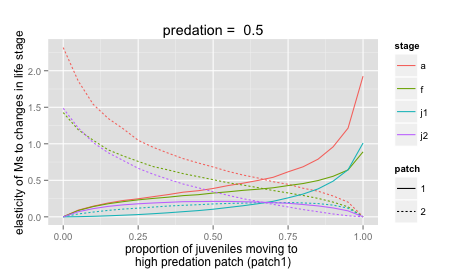 predation = 0.5
elasticity of Ms to changes in life stage
2.0
1.5
1.0
0.5
0.0
0.00 0.25 0.50 0.75 1.00
proportion of juveniles moving to
high predation patch (patch1)
stage
a
f
j1
j2
patch
1
2